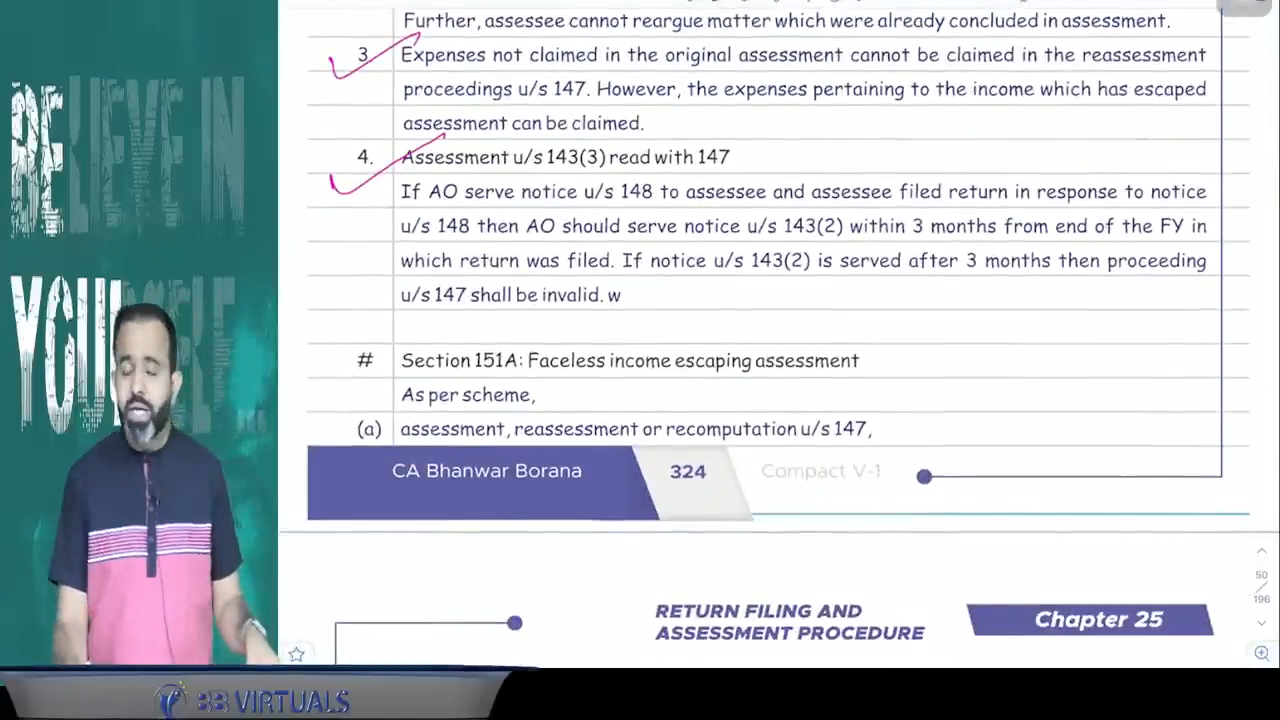 BELIEVE IN
YOURSELF
Further, assessee cannot reargue matter which were already concluded in assessment.
3 Expenses not claimed in the original assessment cannot be claimed in the reassessment
proceedings u/s 147. However, the expenses pertaining to the income which has escaped
assessment can be claimed.
4. Assessment u/s 143(3) read with 147
If AO serve notice u/s 148 to assessee and assessee filed return in response to notice
u/s 148 then AO should serve notice u/s 143(2) within 3 months from end of the FY in
which return was filed. If notice u/s 143(2) is served after 3 months then proceeding
u/s 147 shall be invalid. w
# Section 151A: Faceless income escaping assessment
As per scheme,
(a) assessment, reassessment or recomputation u/s 147,
CA Bhanwar Borana 324 Compact V-1
50
/
196
RETURN FILING AND
ASSESSMENT PROCEDURE
Chapter 25
BB VIRTUALS